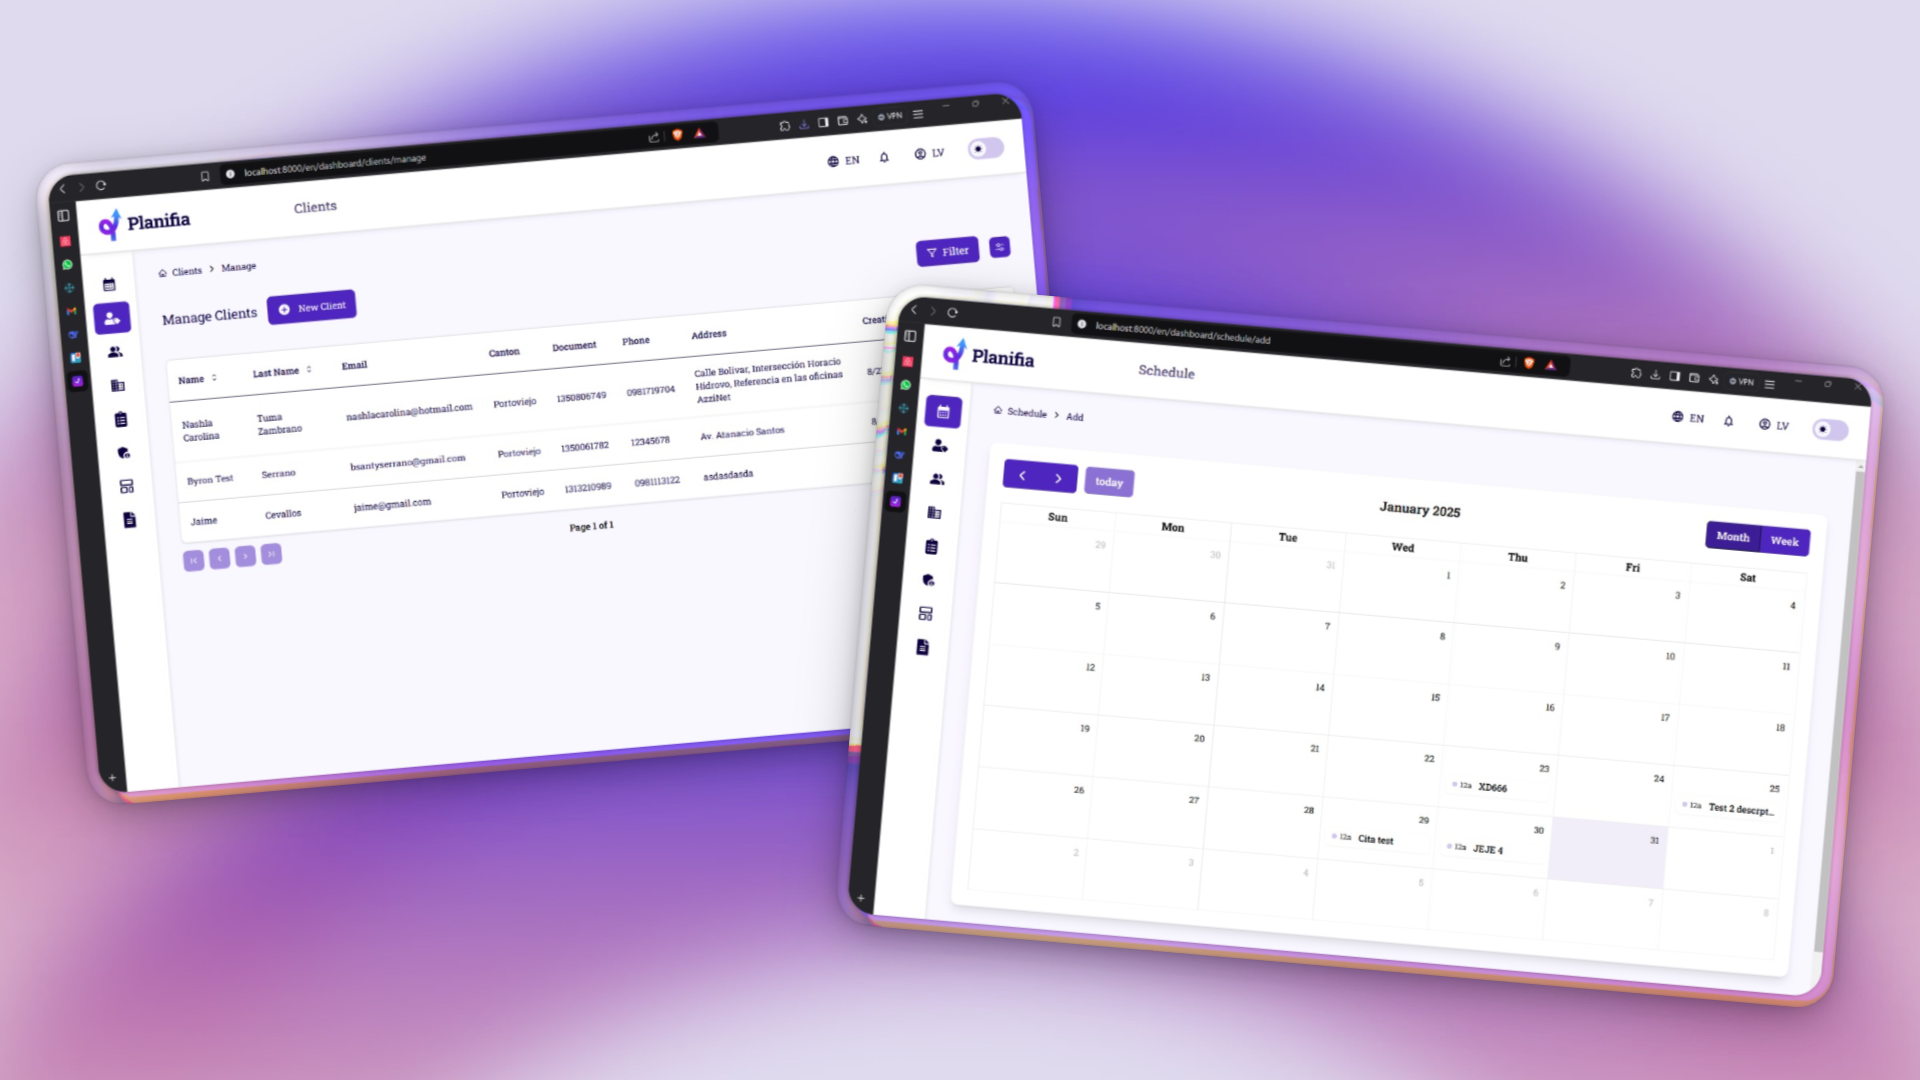 localhost:8000/en/dashboard/clients/manage
VPN
Planifia
Clients
EN
LV
Clients > Manage
Filter
Manage Clients
New Client
Name
Last Name
Email
Canton
Document
Phone
Address
Nashla
Carolina
Tuma
Zambrano
nashlacarolina@hotmail.com
Portoviejo
1350806749
0981719704
Calle Bolivar, Intersección Horacio
Hidrovo, Referencia en las oficinas
AzziNet
Byron Test
Serrano
bsantyserrano@gmail.com
Portoviejo
1350061782
12345678
Av. Atanacio Santos
Jaime
Cevallos
jaime@gmail.com
Portoviejo
1313210989
0981113122
asdasdasda
Page 1 of 1
localhost:8000/en/dashboard/schedule/add
VPN
Planifia
Schedule
EN
LV
Schedule > Add
today
January 2025
Month
Week
Sun Mon Tue Wed Thu Fri Sat
29 30 31 1 2 3 4
5 6 7 8 9 10 11
12 13 14 15 16 17 18
19 20 21 22 23 24 25
12a XD666
12a Test 2 descrpt...
26 27 28 29 30 31 1
12a Cita test
12a JEJE 4
2 3 4 5 6 7 8